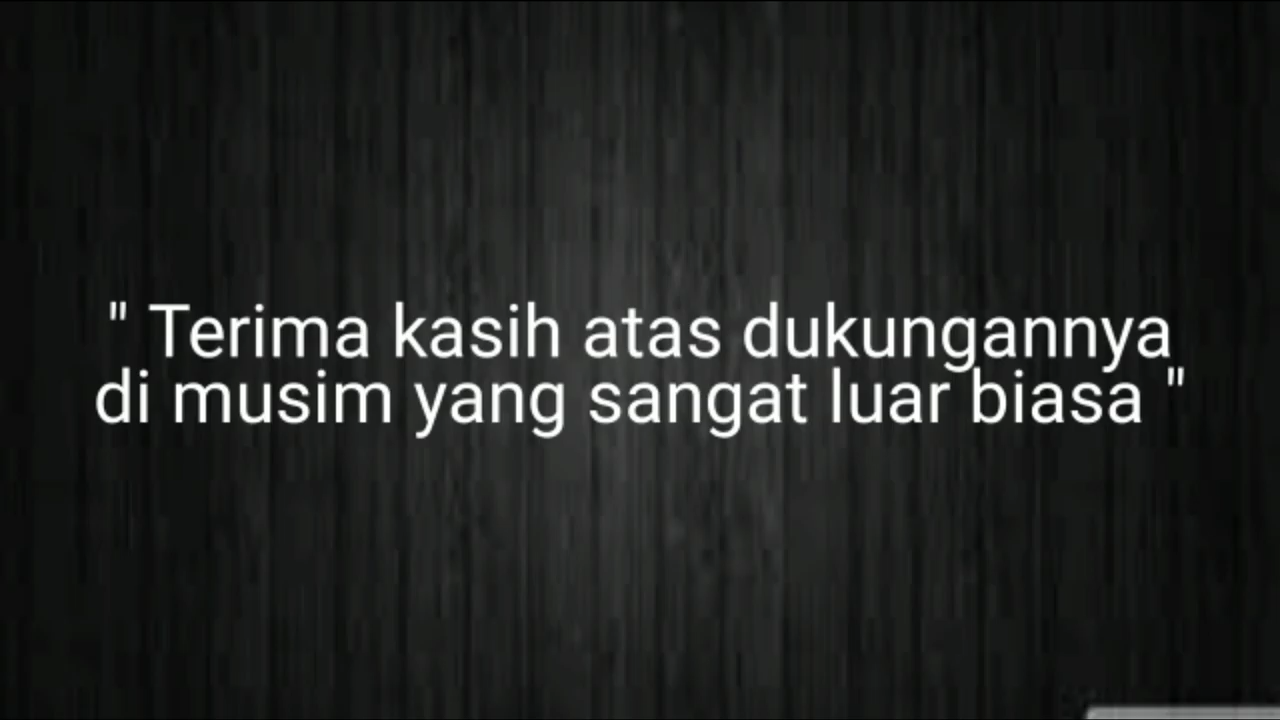 " Terima kasih atas dukungannya
di musim yang sangat luar biasa "